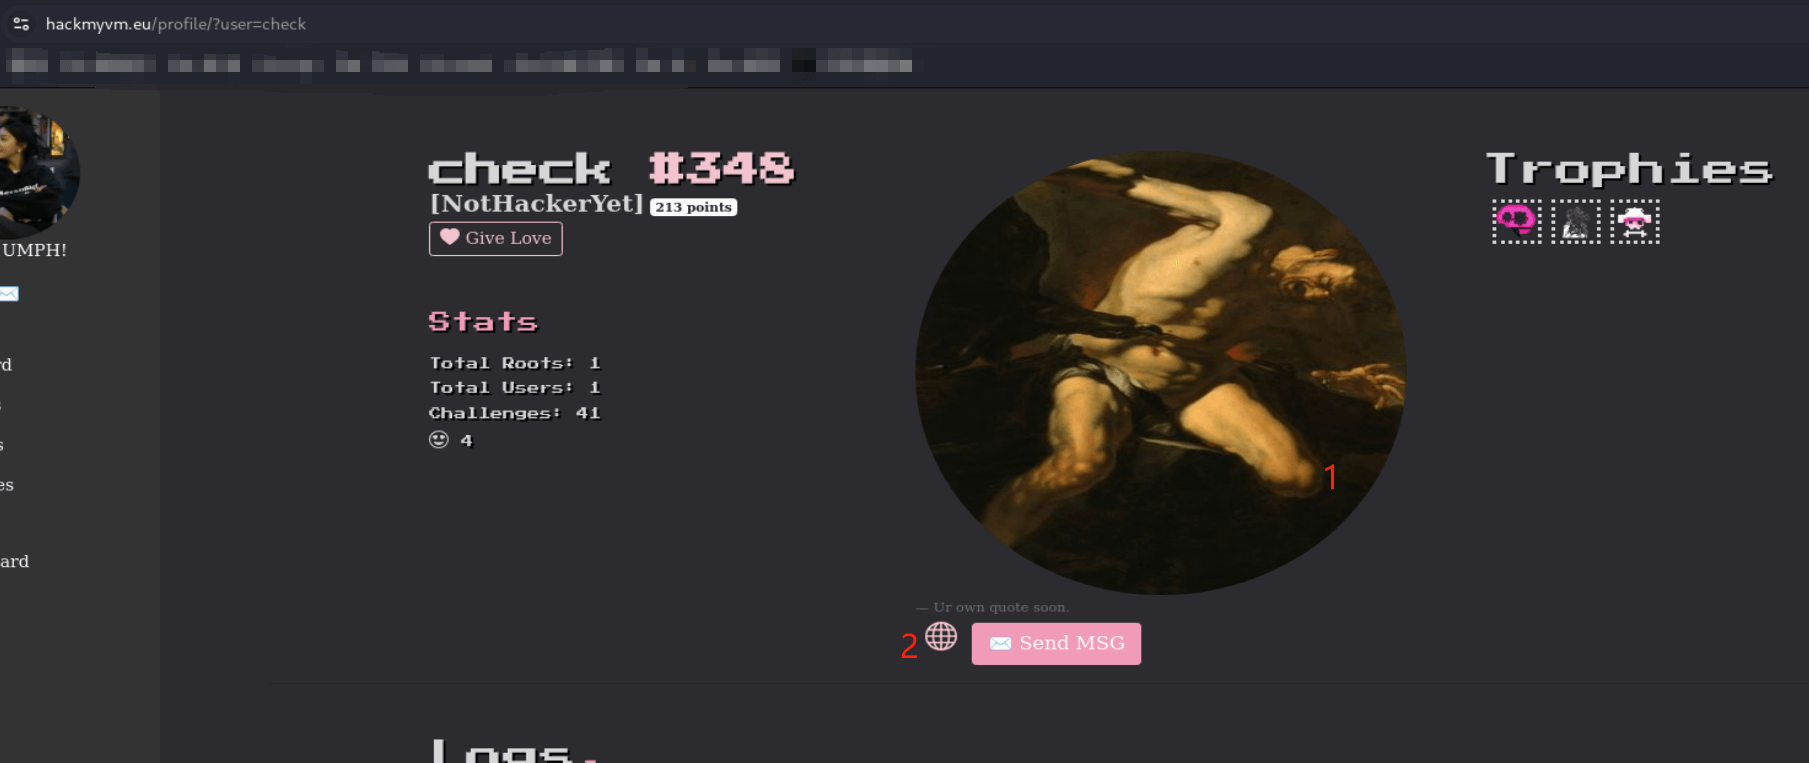 hackmyvm.eu/profile/?user=check
UMPH!
rd
s
s
es
ard
check #348
[NotHackerYet] 213 points
Give Love
Stats
Total Roots: 1
Total Users: 1
Challenges: 41
4
1
— Ur own quote soon.
2
Send MSG
Trophies
Logs